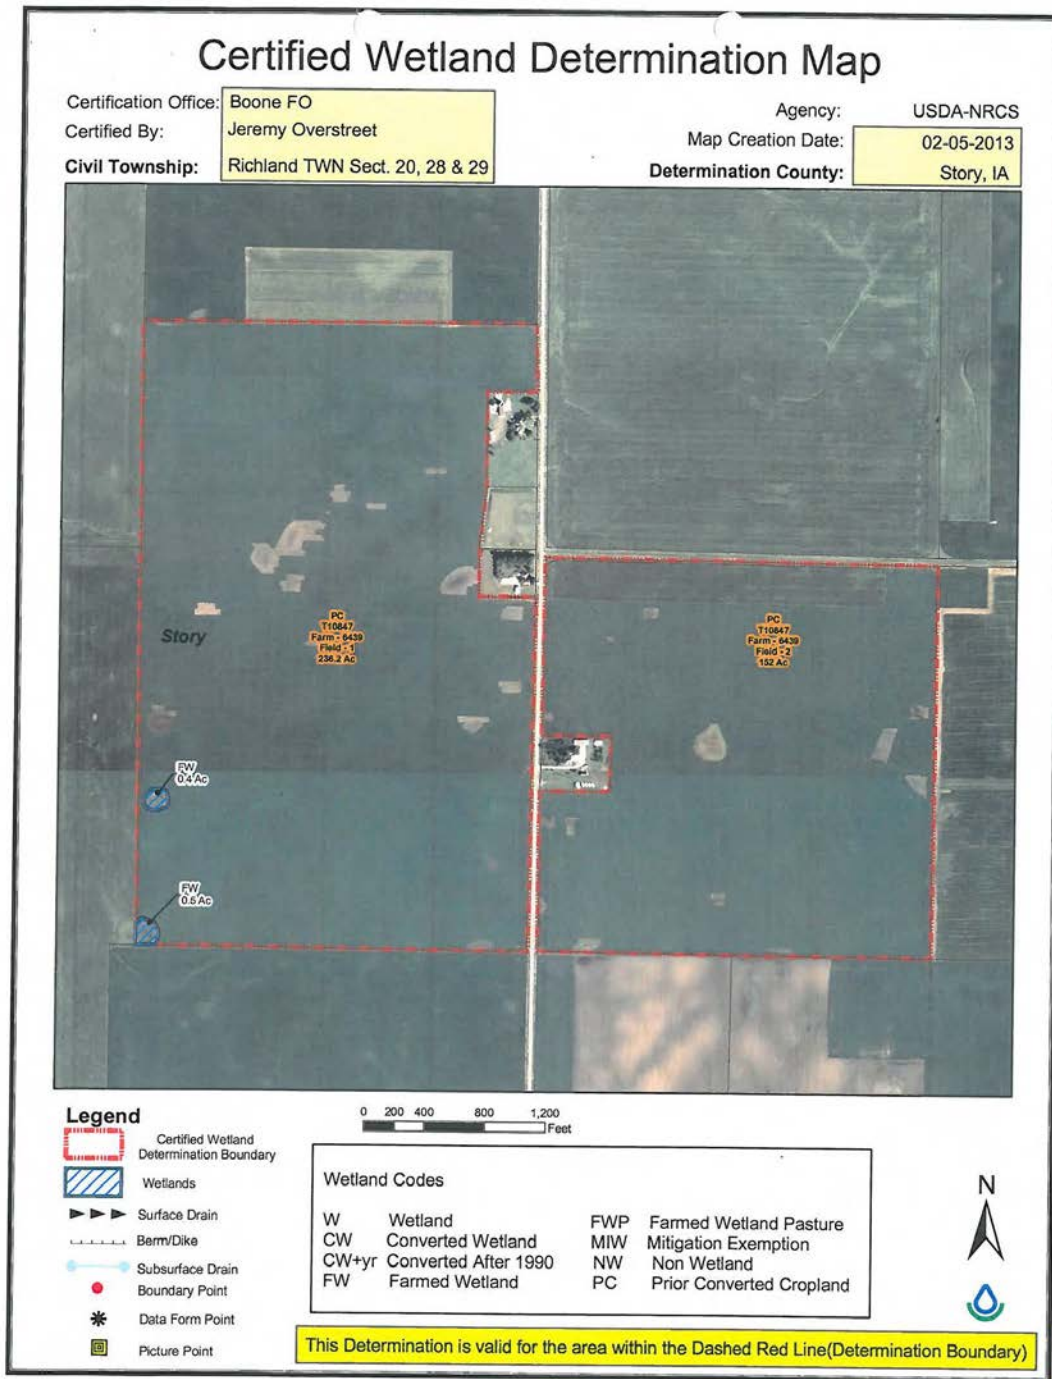 Certified Wetland Determination Map
Certification Office: Boone FO
Certified By: Jeremy Overstreet
Civil Township: Richland TWN Sect. 20, 28 & 29
Agency: USDA-NRCS
Map Creation Date: 02-05-2013
Determination County: Story, IA
Story
PC
T10847
Farm - 6439
Field - 1
236.2 Ac
PC
T10847
Farm - 6439
Field - 2
152 Ac
FW
0.4 Ac
FW
0.5 Ac
Legend
Certified Wetland
Determination Boundary
Wetlands
Surface Drain
Berm/Dike
Subsurface Drain
Boundary Point
Data Form Point
Picture Point
0 200 400 800 1,200
Feet
Wetland Codes
W Wetland
CW Converted Wetland
CW+yr Converted After 1990
FW Farmed Wetland
FWP Farmed Wetland Pasture
MIW Mitigation Exemption
NW Non Wetland
PC Prior Converted Cropland
N
This Determination is valid for the area within the Dashed Red Line(Determination Boundary)